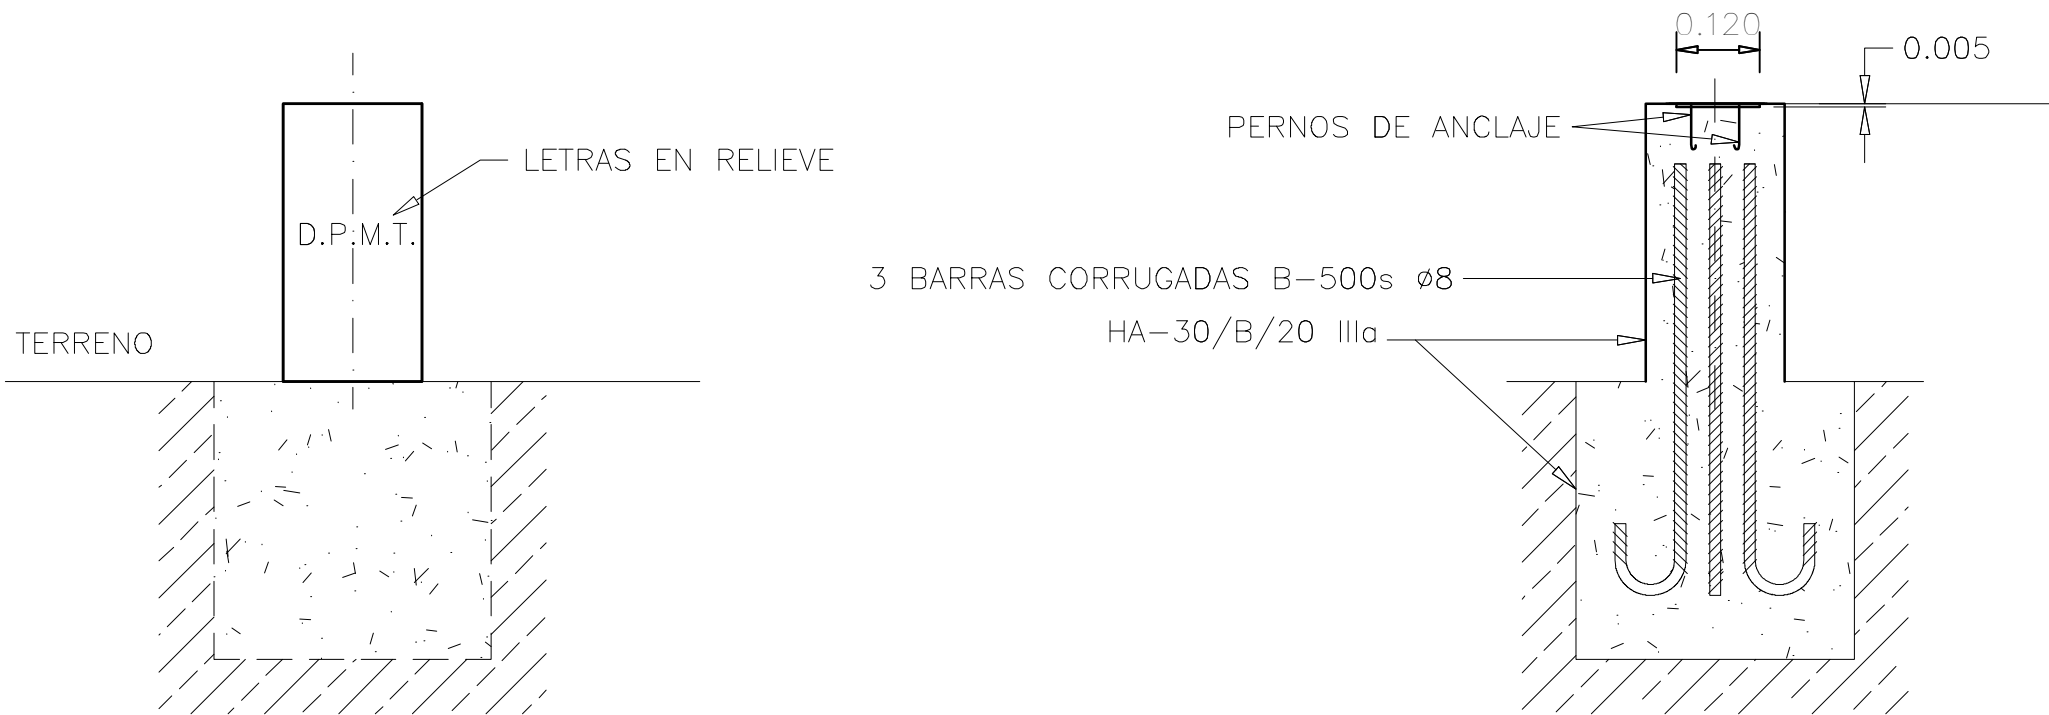 0.120
0.005
PERNOS DE ANCLAJE
LETRAS EN RELIEVE
D.P.M.T.
3 BARRAS CORRUGADAS B-500s ø8
HA-30/B/20 IIIa
TERRENO